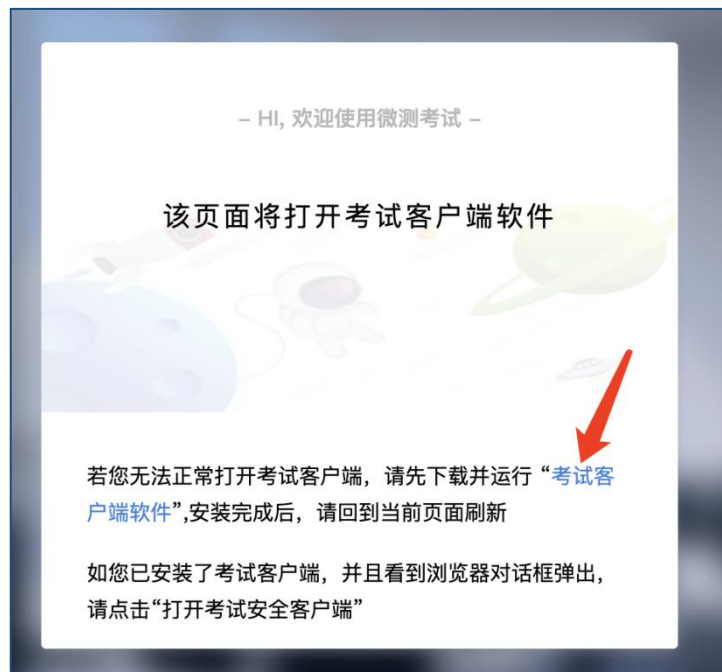 – HI, 欢迎使用微测考试 –
该页面将打开考试客户端软件
若您无法正常打开考试客户端，请先下载并运行“考试客
户端软件”,安装完成后，请回到当前页面刷新
如您已安装了考试客户端，并且看到浏览器对话框弹出，
请点击“打开考试安全客户端”